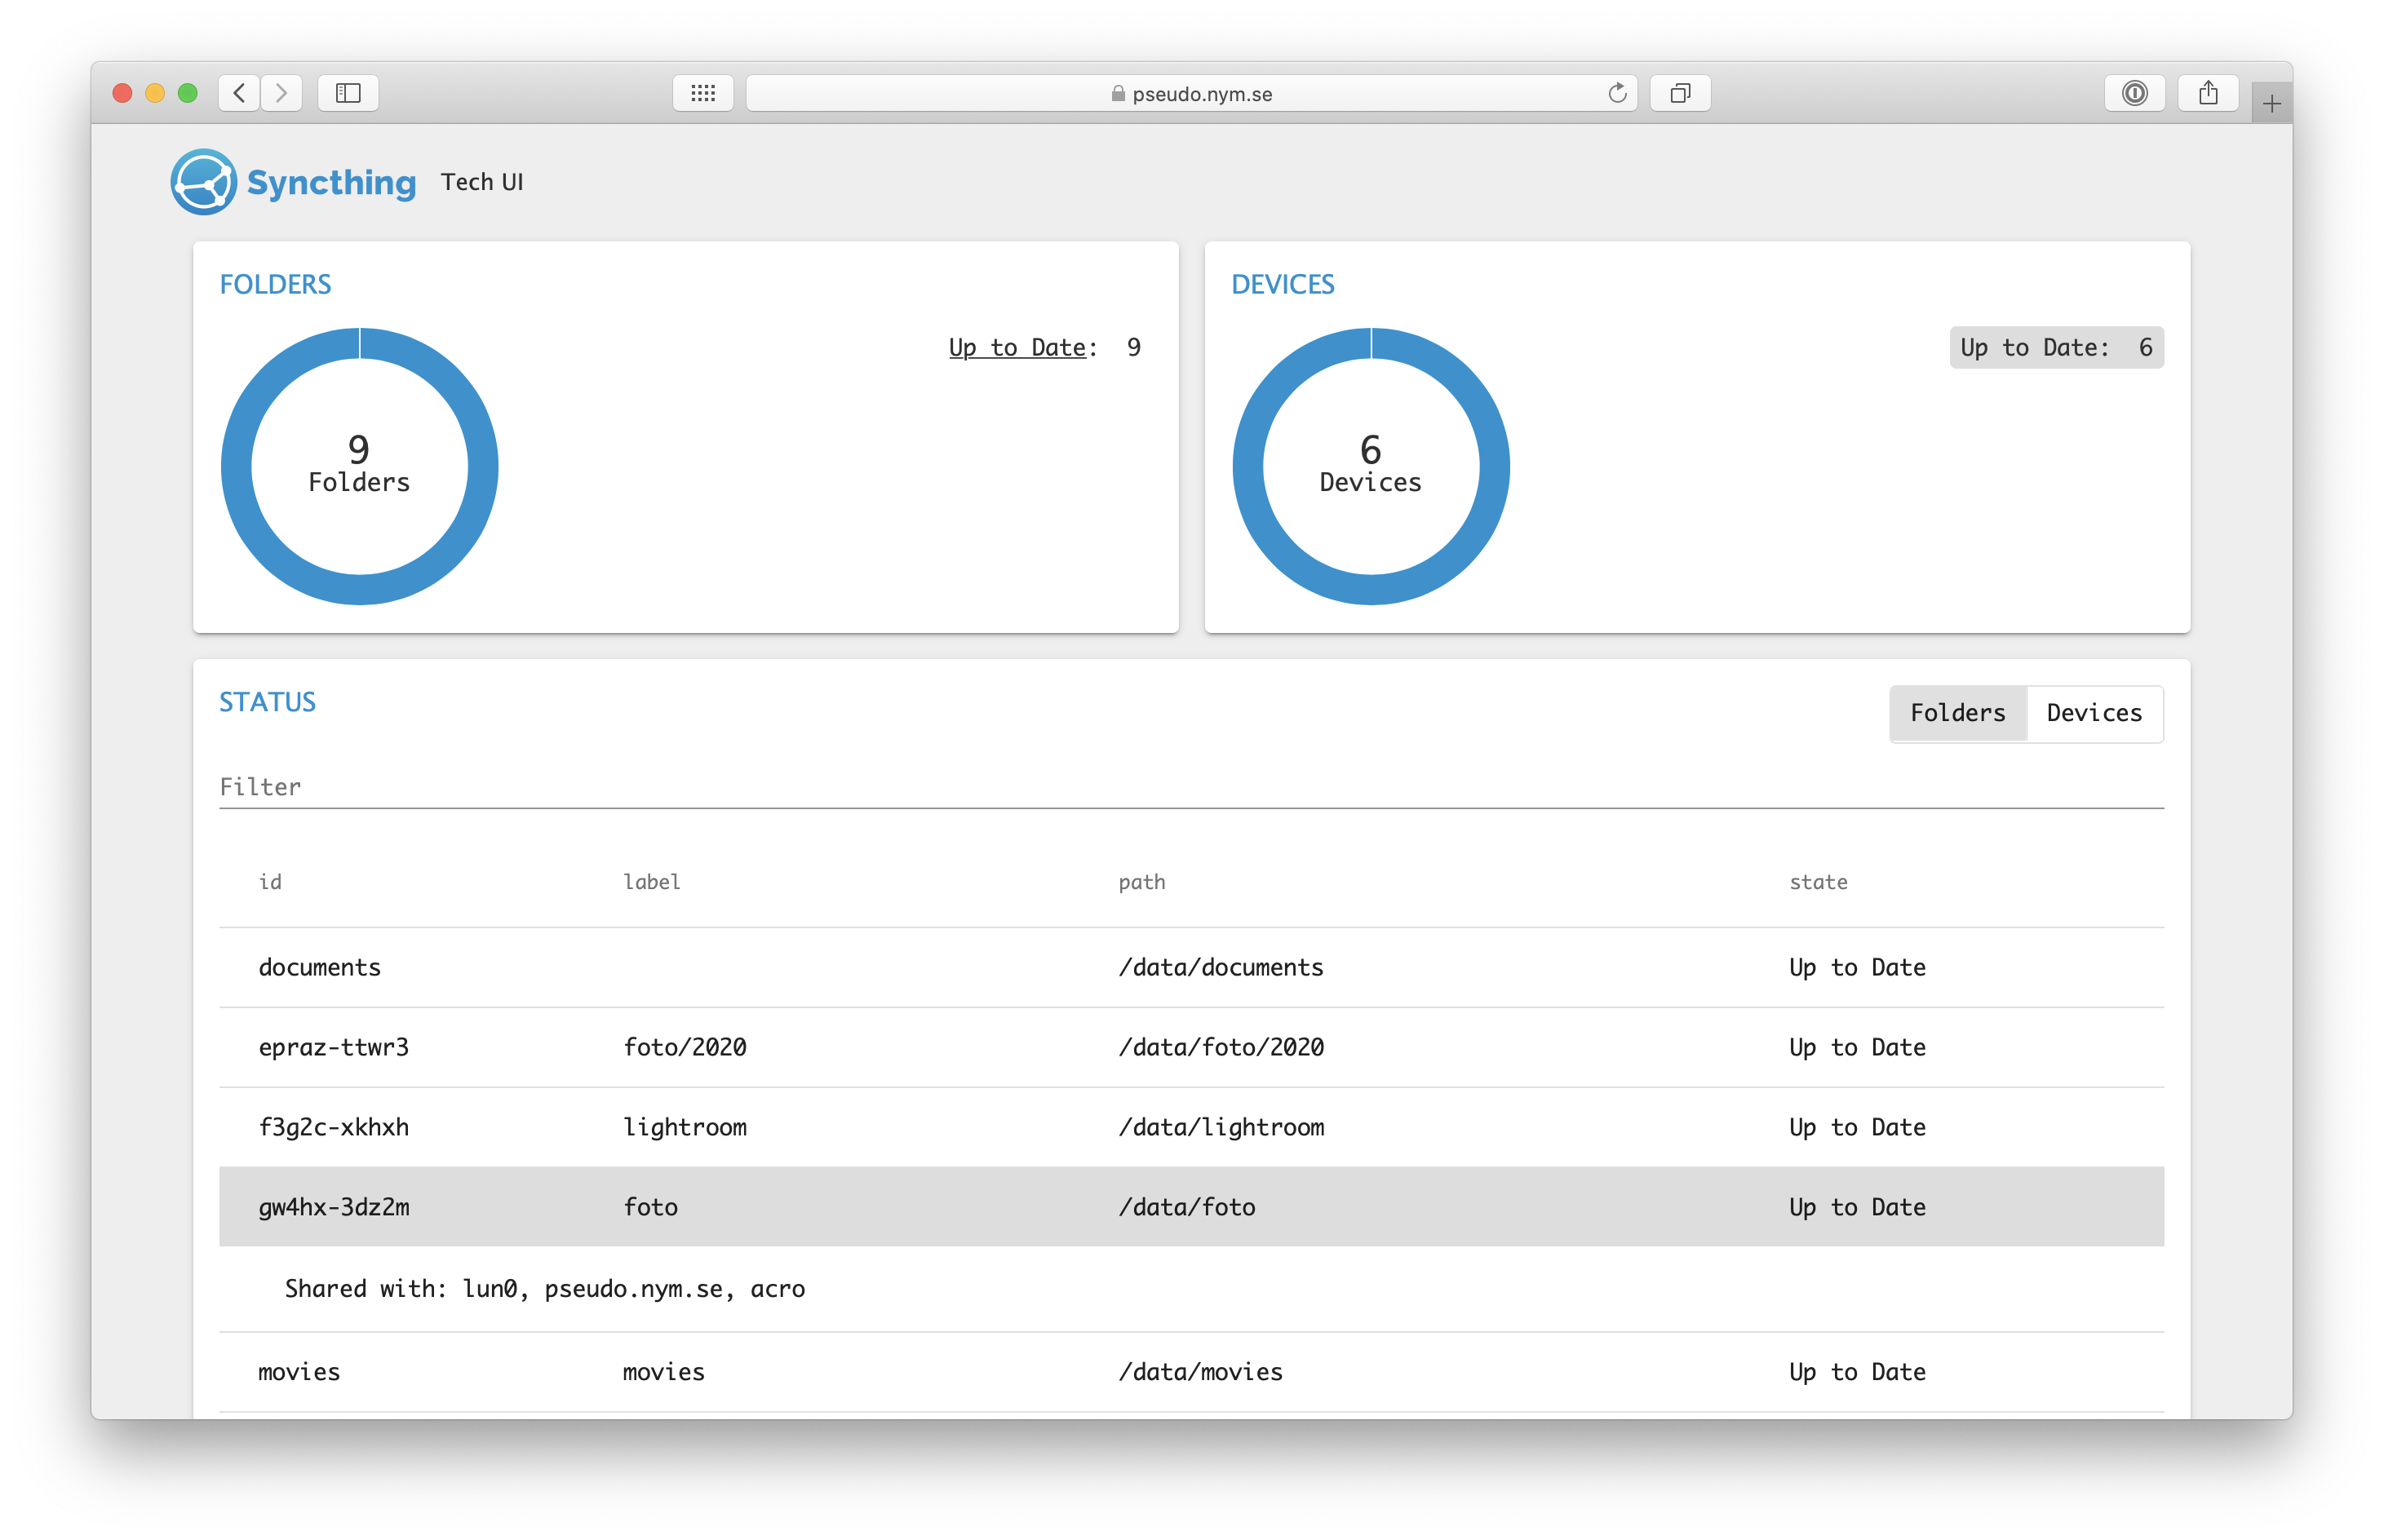 pseudo.nym.se
Syncthing Tech UI
FOLDERS
Up to Date: 9
9
Folders
DEVICES
Up to Date: 6
6
Devices
STATUS
Folders Devices
Filter
id label path state
documents /data/documents Up to Date
epraz-ttwr3 foto/2020 /data/foto/2020 Up to Date
f3g2c-xkhxh lightroom /data/lightroom Up to Date
gw4hx-3dz2m foto /data/foto Up to Date
Shared with: lun0, pseudo.nym.se, acro
movies movies /data/movies Up to Date